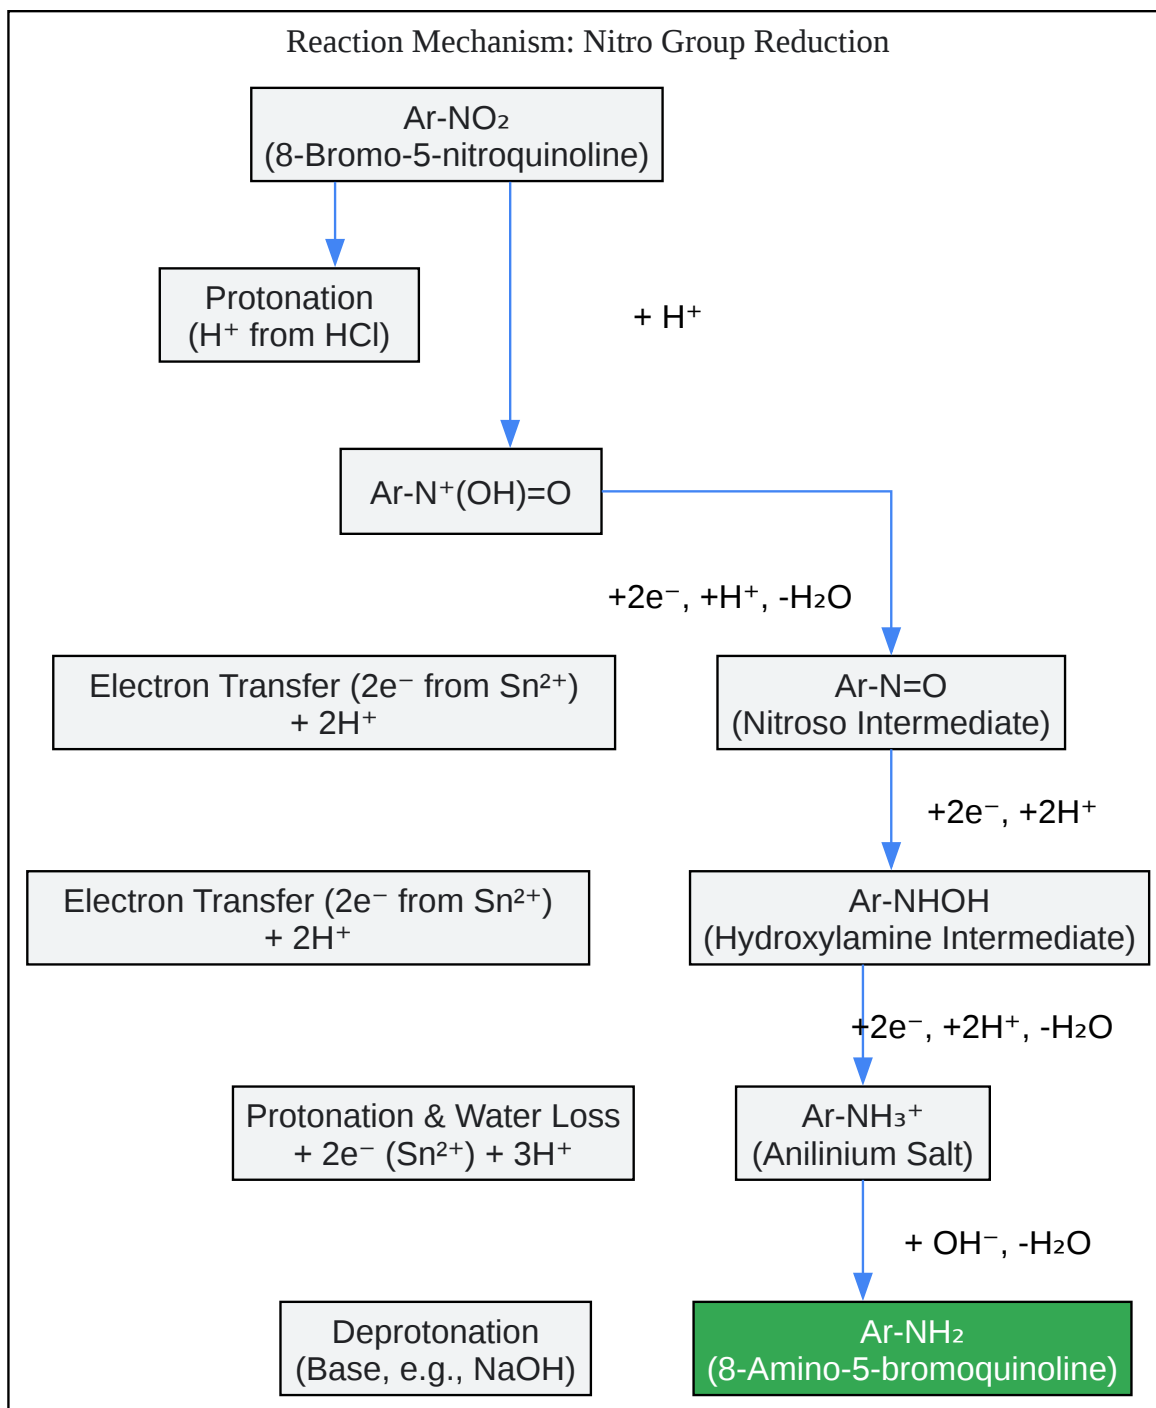 Reaction Mechanism: Nitro Group Reduction
Ar-NO₂
(8-Bromo-5-nitroquinoline)
Protonation
(H⁺ from HCl)
+ H⁺
Ar-N⁺(OH)=O
+2e⁻, +H⁺, -H₂O
Electron Transfer (2e⁻ from Sn²⁺)
+ 2H⁺
Ar-N=O
(Nitroso Intermediate)
+2e⁻, +2H⁺
Electron Transfer (2e⁻ from Sn²⁺)
+ 2H⁺
Ar-NHOH
(Hydroxylamine Intermediate)
+2e⁻, +2H⁺, -H₂O
Protonation & Water Loss
+ 2e⁻ (Sn²⁺) + 3H⁺
Ar-NH₃⁺
(Anilinium Salt)
+ OH⁻, -H₂O
Deprotonation
(Base, e.g., NaOH)
Ar-NH₂
(8-Amino-5-bromoquinoline)